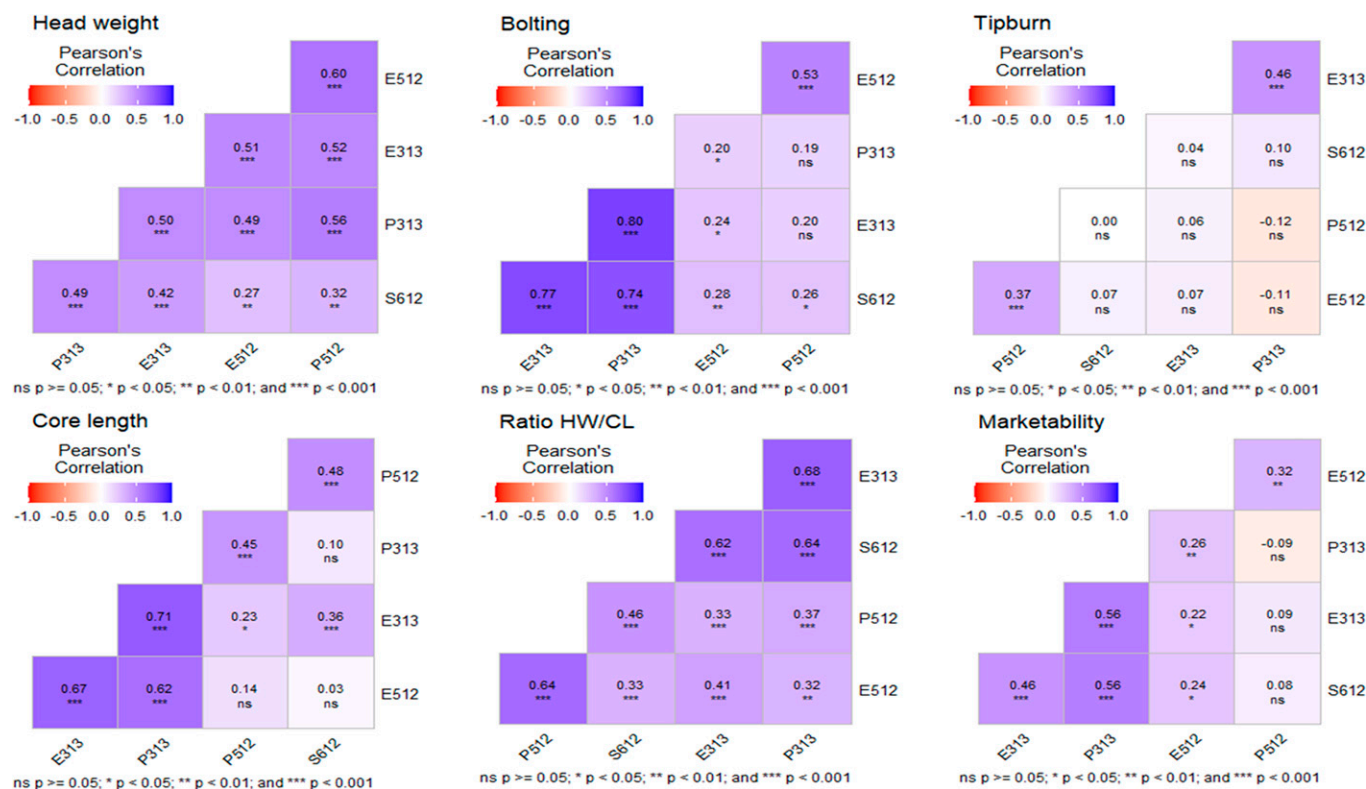 Head weight
Pearson's
Correlation
-1.0 -0.5 0.0 0.5 1.0
0.60
***
E512
0.51 0.52
*** ***
E313
0.50 0.49 0.56
*** *** ***
P313
0.49 0.42 0.27 0.32
*** *** ** **
S612
P313 E313 E512 P512
ns p >= 0.05; * p < 0.05; ** p < 0.01; and *** p < 0.001
Bolting
Pearson's
Correlation
-1.0 -0.5 0.0 0.5 1.0
0.53
***
E512
0.20 0.19
* ns
P313
0.80 0.24 0.20
*** * ns
E313
0.77 0.74 0.28 0.26
*** *** ** *
S612
E313 P313 E512 P512
ns p >= 0.05; * p < 0.05; ** p < 0.01; and *** p < 0.001
Tipburn
Pearson's
Correlation
-1.0 -0.5 0.0 0.5 1.0
0.46
***
E313
0.04 0.10
ns ns
S612
0.00 0.06 -0.12
ns ns ns
P512
0.37 0.07 0.07 -0.11
*** ns ns ns
E512
P512 S612 E313 P313
ns p >= 0.05; * p < 0.05; ** p < 0.01; and *** p < 0.001
Core length
Pearson's
Correlation
-1.0 -0.5 0.0 0.5 1.0
0.48
***
P512
0.45 0.10
*** ns
P313
0.71 0.23 0.36
*** * ***
E313
0.67 0.62 0.14 0.03
*** *** ns ns
E512
E313 P313 P512 S612
ns p >= 0.05; * p < 0.05; ** p < 0.01; and *** p < 0.001
Ratio HW/CL
Pearson's
Correlation
-1.0 -0.5 0.0 0.5 1.0
0.68
***
E313
0.62 0.64
*** ***
S612
0.46 0.33 0.37
*** *** ***
P512
0.64 0.33 0.41 0.32
*** *** *** **
E512
P512 S612 E313 P313
ns p >= 0.05; * p < 0.05; ** p < 0.01; and *** p < 0.001
Marketability
Pearson's
Correlation
-1.0 -0.5 0.0 0.5 1.0
0.32
**
E512
0.26 -0.09
** ns
P313
0.56 0.22 0.09
*** * ns
E313
0.46 0.56 0.24 0.08
*** *** * ns
S612
E313 P313 E512 P512
ns p >= 0.05; * p < 0.05; ** p < 0.01; and *** p < 0.001